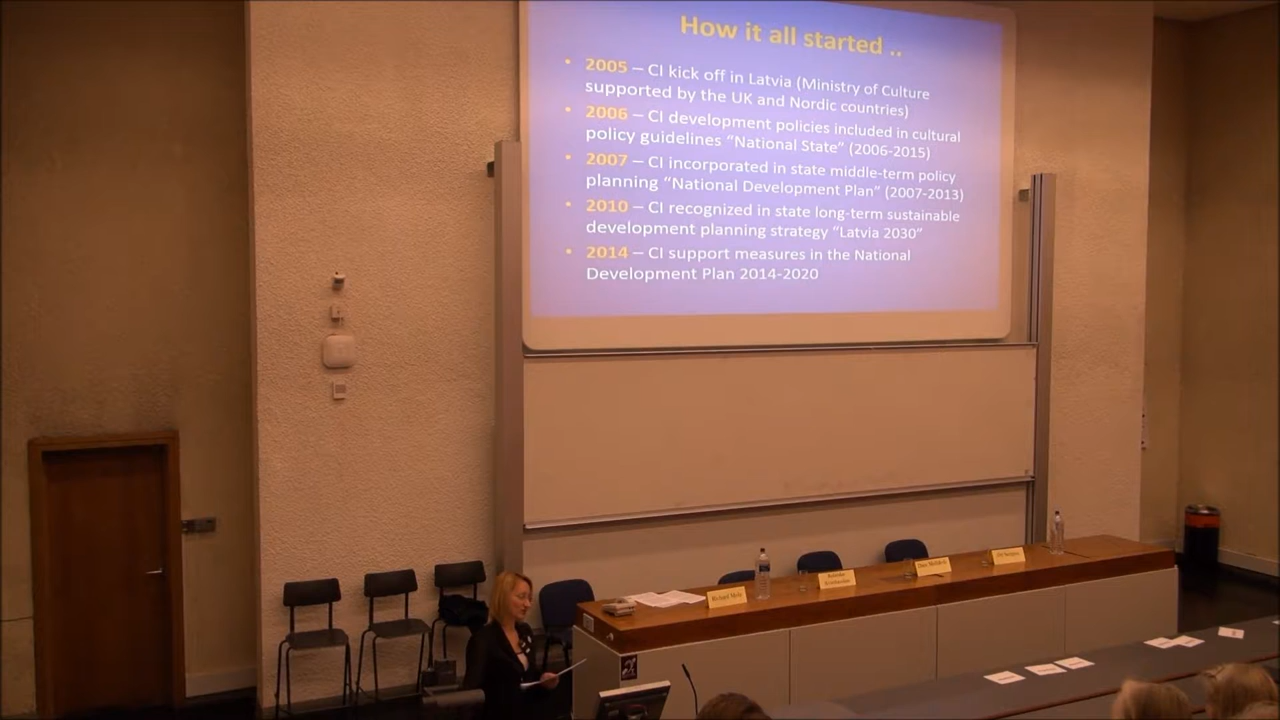 How it all started ..
• 2005 – CI kick off in Latvia (Ministry of Culture
supported by the UK and Nordic countries)
• 2006 – CI development policies included in cultural
policy guidelines “National State” (2006-2015)
• 2007 – CI incorporated in state middle-term policy
planning “National Development Plan” (2007-2013)
• 2010 – CI recognized in state long-term sustainable
development planning strategy “Latvia 2030”
• 2014 – CI support measures in the National
Development Plan 2014-2020
Richard